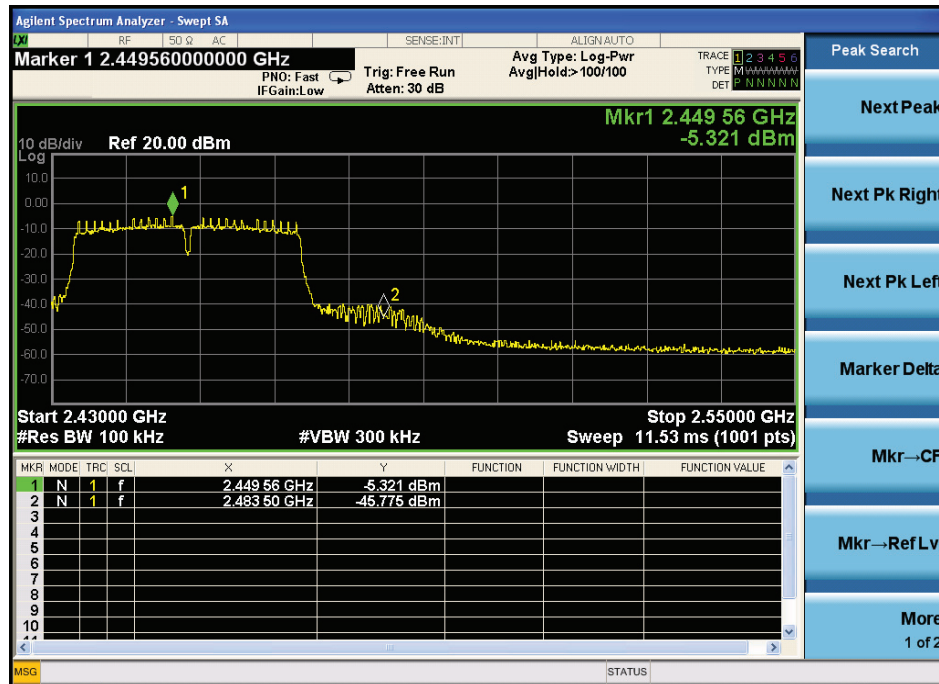 Agilent Spectrum Analyzer - Swept SA
LXI RF 50 Ω AC SENSE:INT ALIGNAUTO
Marker 1 2.449560000000 GHz
PNO: Fast
IFGain:Low
Trig: Free Run
Atten: 30 dB
Avg Type: Log-Pwr
Avg|Hold:>100/100
TRACE 1 2 3 4 5 6
TYPE M WWWWW
DET P N N N N N
Peak Search
Mkr1 2.449 56 GHz
-5.321 dBm
10 dB/div Ref 20.00 dBm
Log
10.0
0.00
-10.0
-20.0
-30.0
-40.0
-50.0
-60.0
-70.0
1
2
Start 2.43000 GHz Stop 2.55000 GHz
#Res BW 100 kHz #VBW 300 kHz Sweep 11.53 ms (1001 pts)
MKR MODE TRC SCL X Y FUNCTION FUNCTION WIDTH FUNCTION VALUE
1 N 1 f 2.449 56 GHz -5.321 dBm
2 N 1 f 2.483 50 GHz -45.775 dBm
3
4
5
6
7
8
9
10
11
Next Peak
Next Pk Right
Next Pk Left
Marker Delta
Mkr→CF
Mkr→Ref Lv
More
1 of 2
MSG STATUS